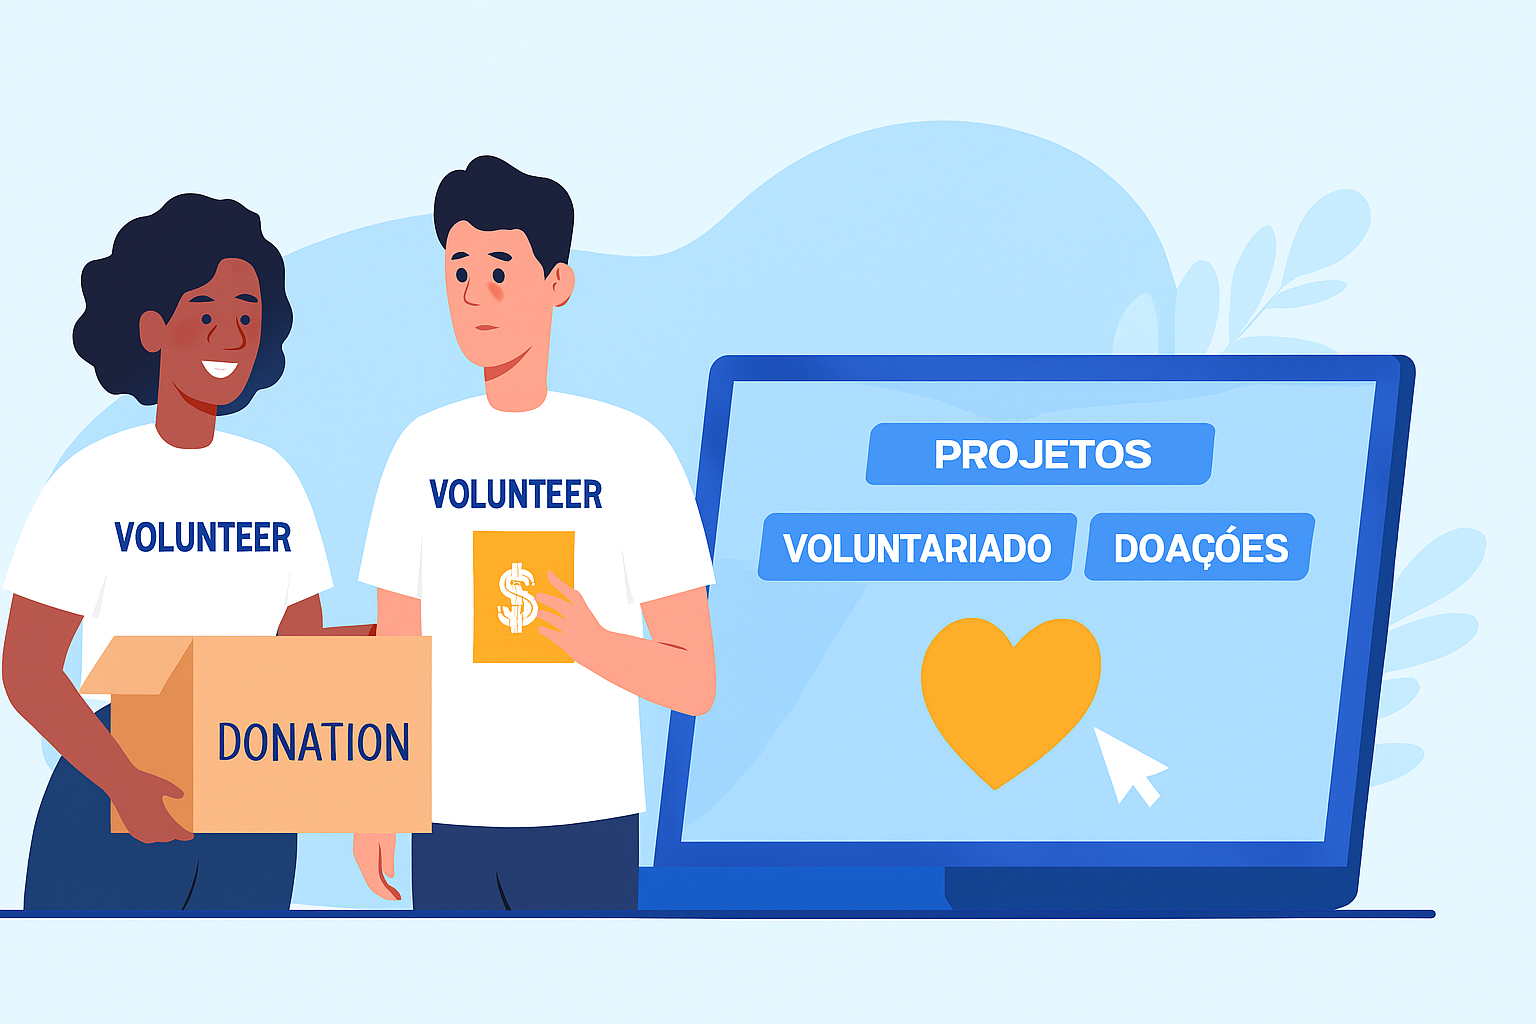 VOLUNTEER
VOLUNTEER
$
DONATION
PROJETOS
VOLUNTARIADO
DOAÇÓES